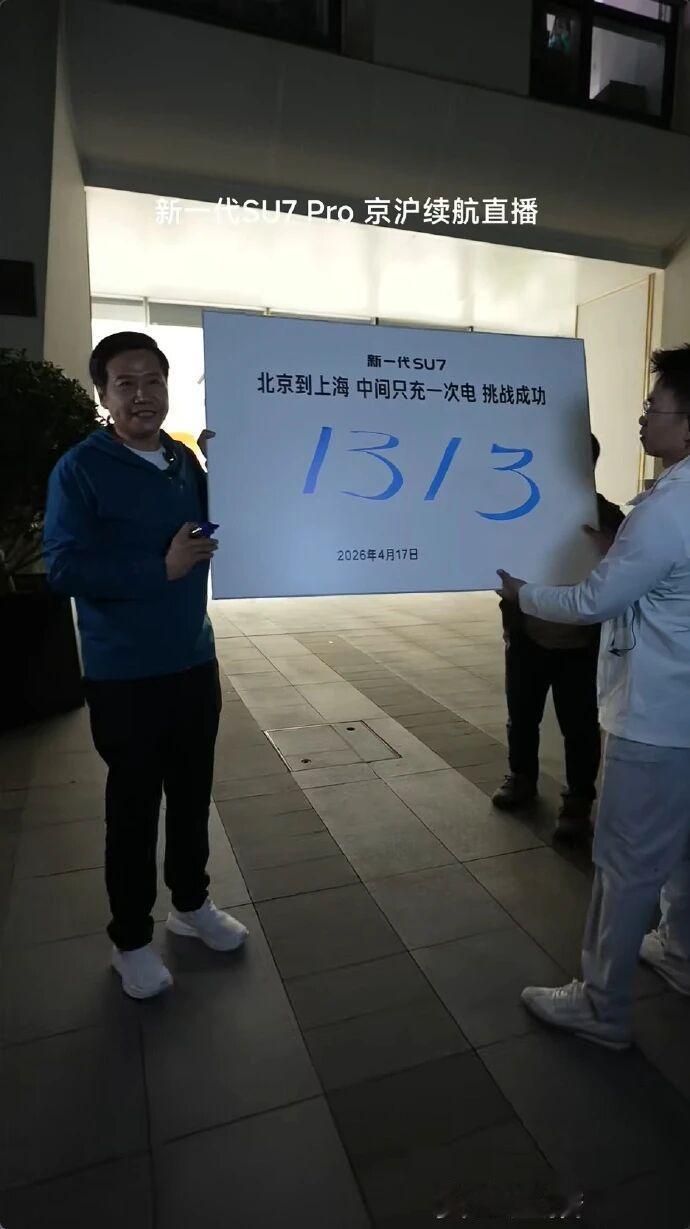 新一代SU7 Pro 京沪续航直播
新一代SU7
北京到上海 中间只充一次电 挑战成功
1313
2026年4月17日